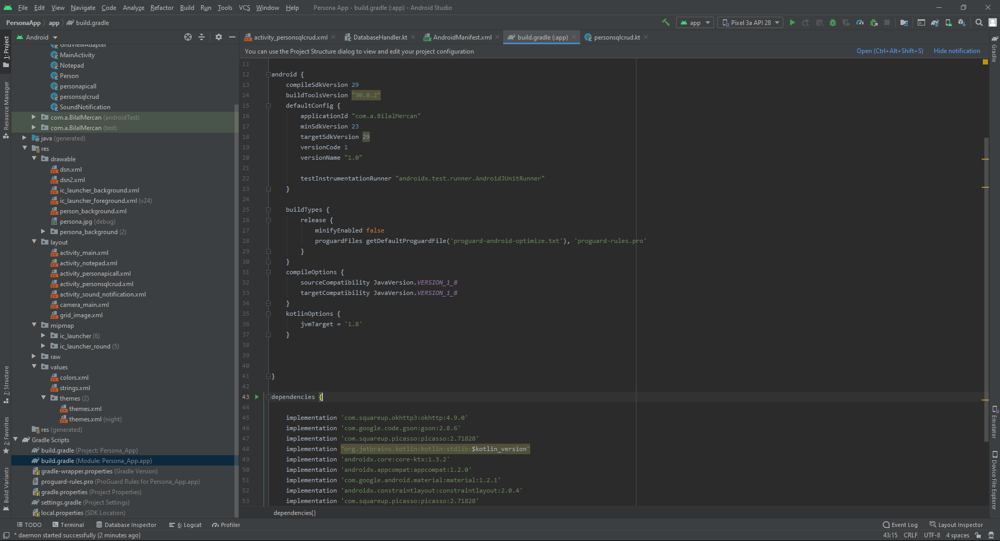 File Edit View Navigate Code Analyze Refactor Build Run Tools VCS Window Help Persona App - build.gradle (:app) - Android Studio
PersonaApp app build.gradle
app Pixel 3a API 28
1: Project
Resource Manager
7: Structure
2: Favorites
Build Variants
Android
GridViewAdapter
MainActivity
Notepad
Person
personapicall
personsqlcrud
SoundNotification
com.a.BilalMercan (androidTest)
com.a.BilalMercan (test)
java (generated)
res
drawable
dsn.xml
dsn2.xml
ic_launcher_background.xml
ic_launcher_foreground.xml (v24)
person_background.xml
persona.jpg (debug)
persona_background (2)
layout
activity_main.xml
activity_notepad.xml
activity_personapicall.xml
activity_personsqlcrud.xml
activity_sound_notification.xml
camera_main.xml
grid_image.xml
mipmap
ic_launcher (6)
ic_launcher_round (5)
raw
values
colors.xml
strings.xml
themes (2)
themes.xml
themes.xml (night)
res (generated)
Gradle Scripts
build.gradle (Project: Persona_App)
build.gradle (Module: Persona_App.app)
gradle-wrapper.properties (Gradle Version)
proguard-rules.pro (ProGuard Rules for Persona_App.app)
gradle.properties (Project Properties)
settings.gradle (Project Settings)
local.properties (SDK Location)
activity_personsqlcrud.xml DatabaseHandler.kt AndroidManifest.xml build.gradle (:app) personsqlcrud.kt
You can use the Project Structure dialog to view and edit your project configuration Open (Ctrl+Alt+Shift+S) Hide notification
11
12 android {
13 compileSdkVersion 29
14 buildToolsVersion "30.0.2"
15 defaultConfig {
16 applicationId "com.a.BilalMercan"
17 minSdkVersion 23
18 targetSdkVersion 29
19 versionCode 1
20 versionName "1.0"
21
22 testInstrumentationRunner "androidx.test.runner.AndroidJUnitRunner"
23 }
24
25 buildTypes {
26 release {
27 minifyEnabled false
28 proguardFiles getDefaultProguardFile('proguard-android-optimize.txt'), 'proguard-rules.pro'
29 }
30 }
31 compileOptions {
32 sourceCompatibility JavaVersion.VERSION_1_8
33 targetCompatibility JavaVersion.VERSION_1_8
34 }
35 kotlinOptions {
36 jvmTarget = '1.8'
37 }
38
39
40
41 }
42
43 dependencies {
44
45 implementation 'com.squareup.okhttp3:okhttp:4.9.0'
46 implementation 'com.google.code.gson:gson:2.8.6'
47 implementation 'com.squareup.picasso:picasso:2.71828'
48 implementation "org.jetbrains.kotlin:kotlin-stdlib:$kotlin_version"
49 implementation 'androidx.core:core-ktx:1.3.2'
50 implementation 'androidx.appcompat:appcompat:1.2.0'
51 implementation 'com.google.android.material:material:1.2.1'
52 implementation 'androidx.constraintlayout:constraintlayout:2.0.4'
53 implementation 'com.squareup.picasso:picasso:2.71828'
dependencies{}
Gradle
Emulator
Device File Explorer
TODO Terminal Database Inspector 6: Logcat Profiler Event Log Layout Inspector
* daemon started successfully (2 minutes ago) 43:15 CRLF UTF-8 4 spaces